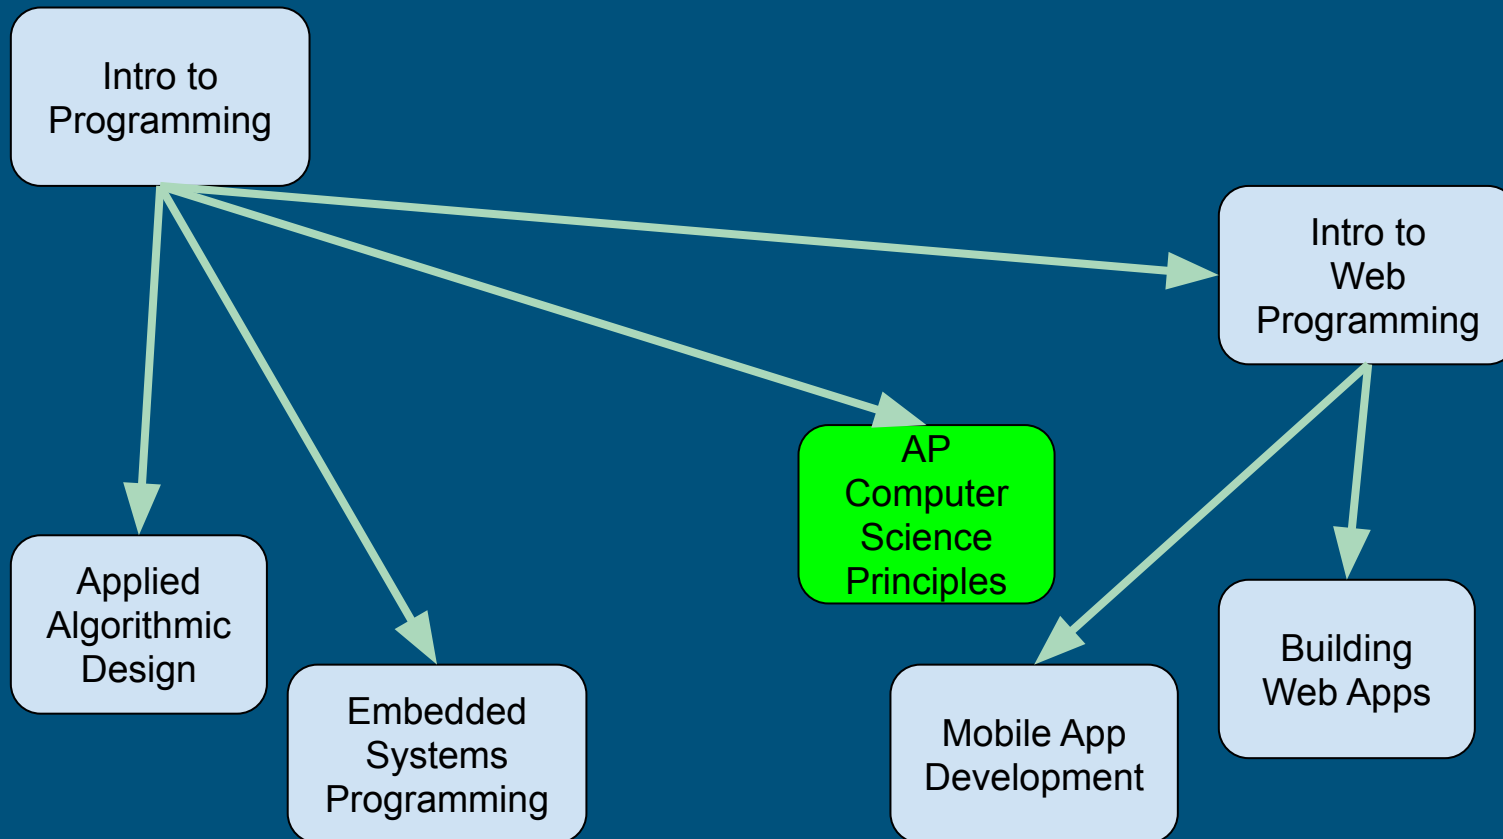 Intro to
Programming
Intro to
Web
Programming
AP
Computer
Science
Principles
Applied
Algorithmic
Design
Embedded
Systems
Programming
Mobile App
Development
Building
Web Apps